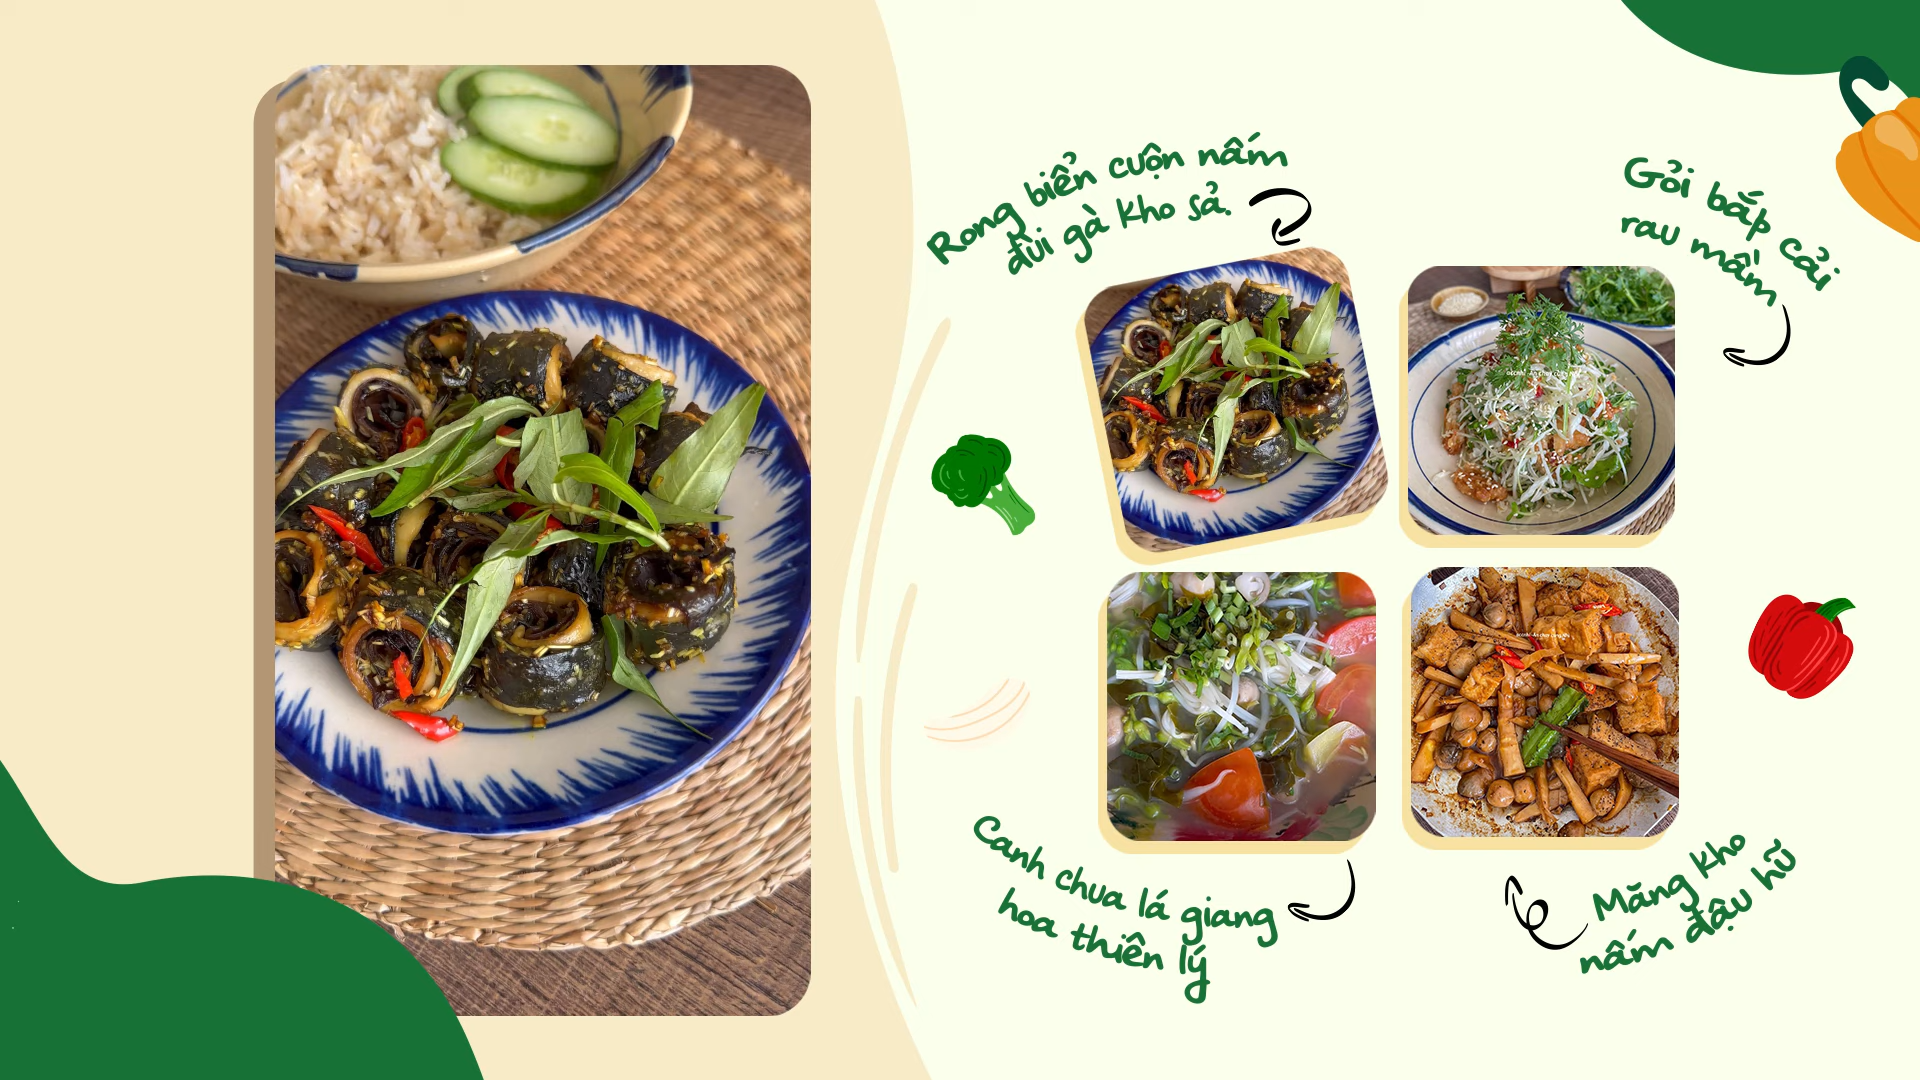 Rong biển cuộn nấm
đùi gà kho sả.
Gỏi bắp cải
rau mầm
Canh chua lá giang
hoa thiên lý
Măng kho
nấm đậu hũ